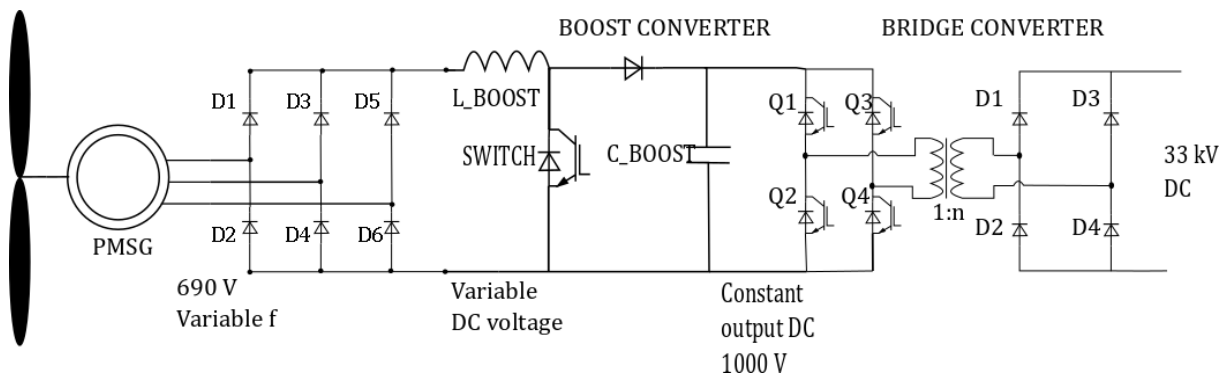 BOOST CONVERTER
BRIDGE CONVERTER
D1
D3
D5
L_BOOST
Q1
Q3
D1
D3
SWITCH
C_BOOST
33 kV
DC
Q2
Q4
1:n
D2
D4
D6
D2
D4
PMSG
690 V
Variable f
Variable
DC voltage
Constant
output DC
1000 V